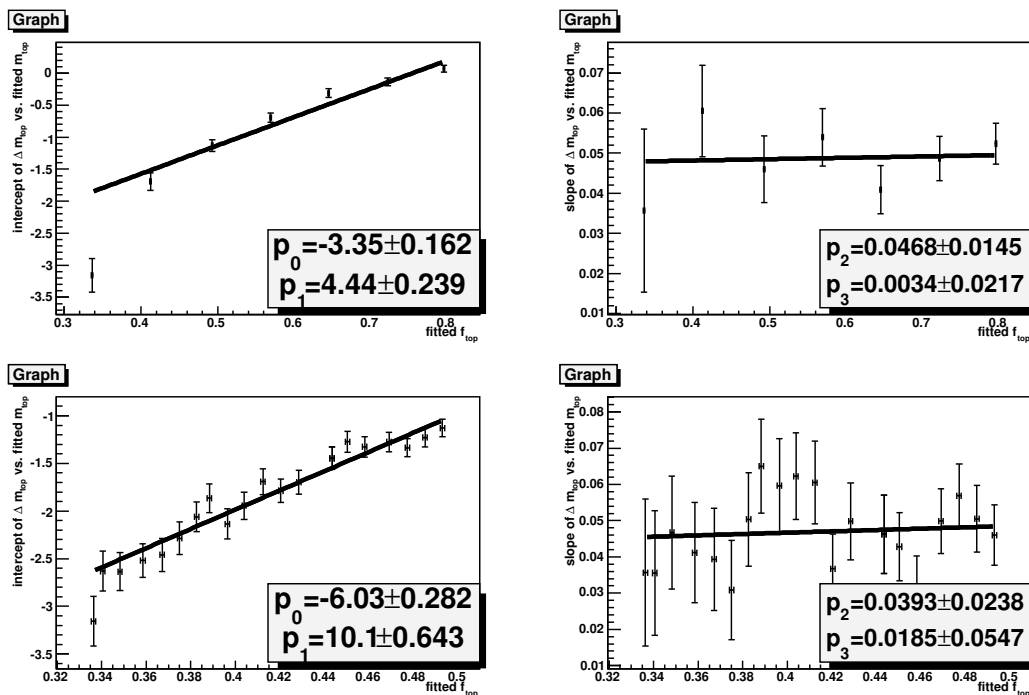 Graph
intercept of Δ m_top vs. fitted m_top
0
-0.5
-1
-1.5
-2
-2.5
-3
-3.5
p_0=-3.35±0.162
p_1=4.44±0.239
0.3 0.4 0.5 0.6 0.7 0.8
fitted f_top
Graph
slope of Δ m_top vs. fitted m_top
0.07
0.06
0.05
0.04
0.03
0.02
0.01
p_2=0.0468±0.0145
p_3=0.0034±0.0217
0.3 0.4 0.5 0.6 0.7 0.8
fitted f_top
Graph
intercept of Δ m_top vs. fitted m_top
-1
-1.5
-2
-2.5
-3
-3.5
p_0=-6.03±0.282
p_1=10.1±0.643
0.32 0.34 0.36 0.38 0.4 0.42 0.44 0.46 0.48 0.5
fitted f_top
Graph
slope of Δ m_top vs. fitted m_top
0.08
0.07
0.06
0.05
0.04
0.03
0.02
0.01
p_2=0.0393±0.0238
p_3=0.0185±0.0547
0.32 0.34 0.36 0.38 0.4 0.42 0.44 0.46 0.48 0.5
fitted f_top